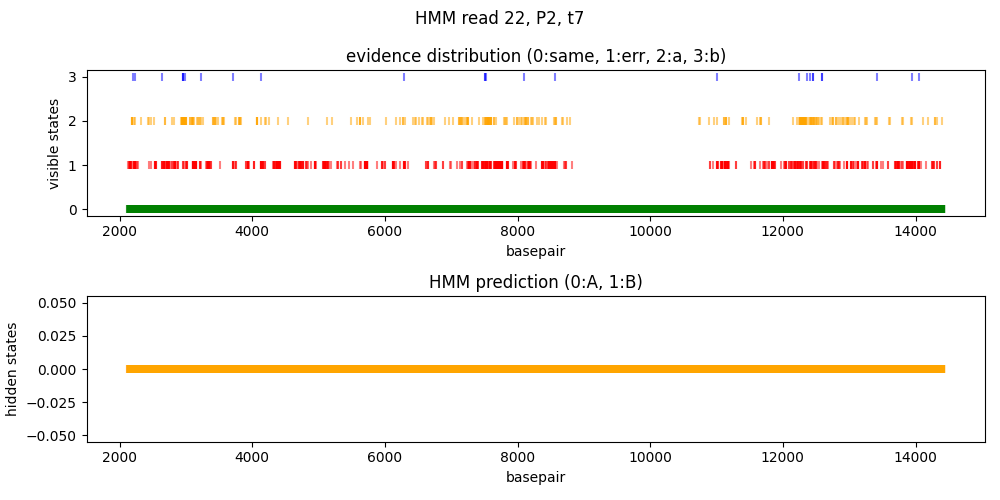 HMM read 22, P2, t7
evidence distribution (0:same, 1:err, 2:a, 3:b)
visible states
3
2
1
0
2000 4000 6000 8000 10000 12000 14000
basepair
HMM prediction (0:A, 1:B)
hidden states
0.050
0.025
0.000
−0.025
−0.050
2000 4000 6000 8000 10000 12000 14000
basepair